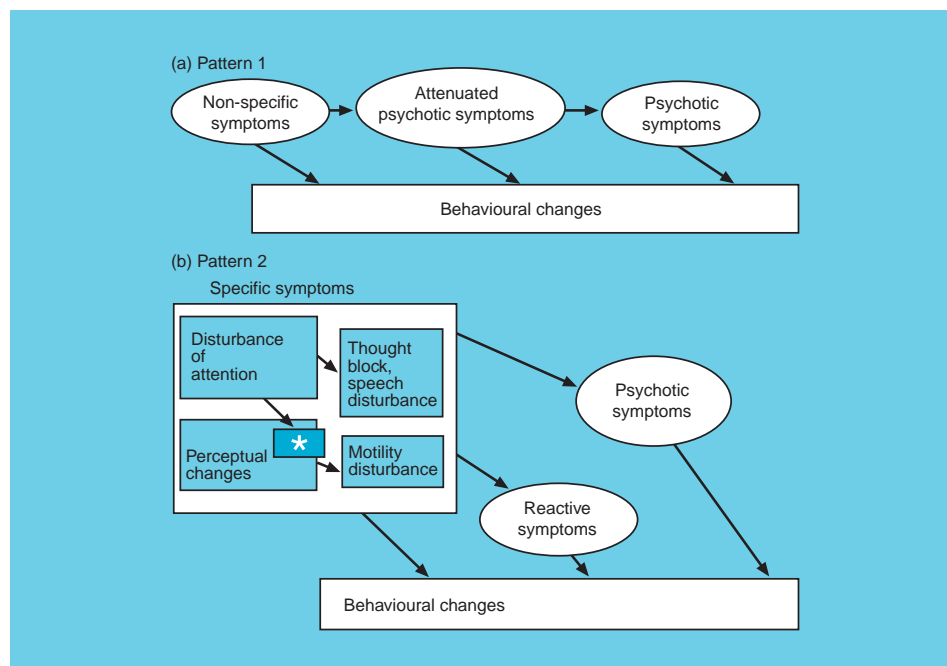 (a) Pattern 1
Non-specific
symptoms
Attenuated
psychotic symptoms
Psychotic
symptoms
Behavioural changes
(b) Pattern 2
Specific symptoms
Disturbance
of
attention
Thought
block,
speech
disturbance
Psychotic
symptoms
*
Perceptual
changes
Motility
disturbance
Reactive
symptoms
Behavioural changes